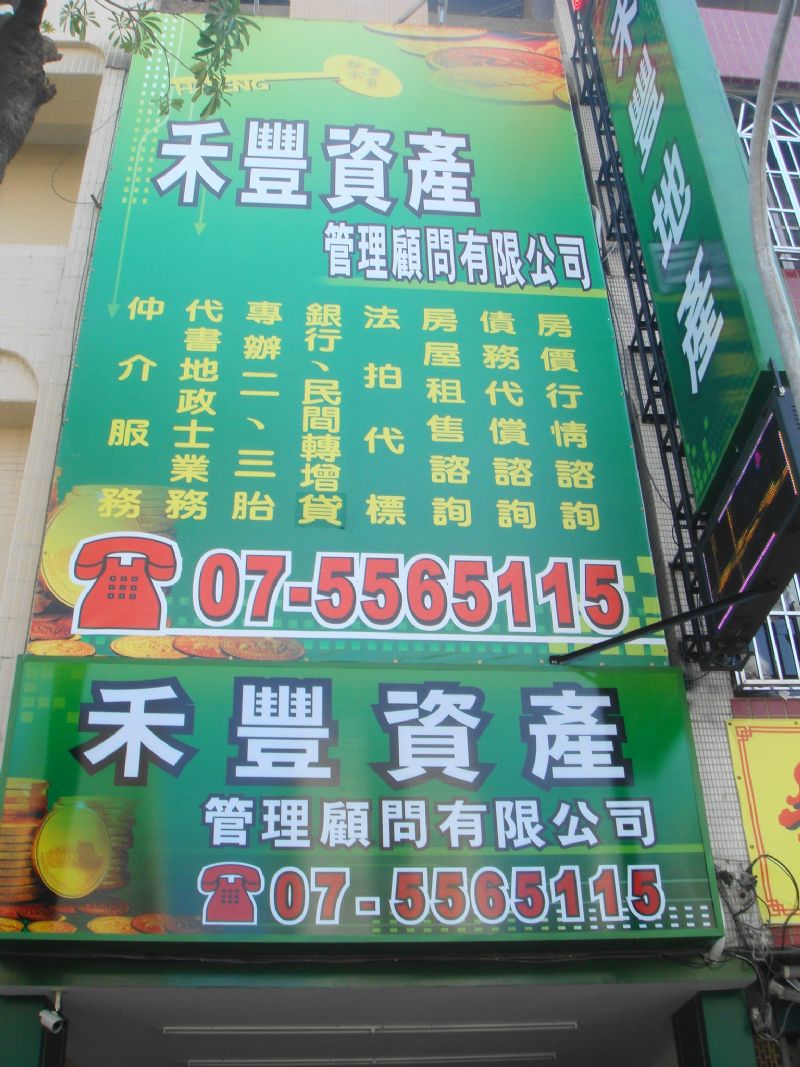 禾豐資產
管理顧問有限公司
房價行情諮詢
債務代償諮詢
房屋租售諮詢
法拍代標
銀行、民間轉增貸
專辦二、三胎
代書地政士業務
仲介服務
07-5565115
禾豐地產
禾豐資產
管理顧問有限公司
07-5565115